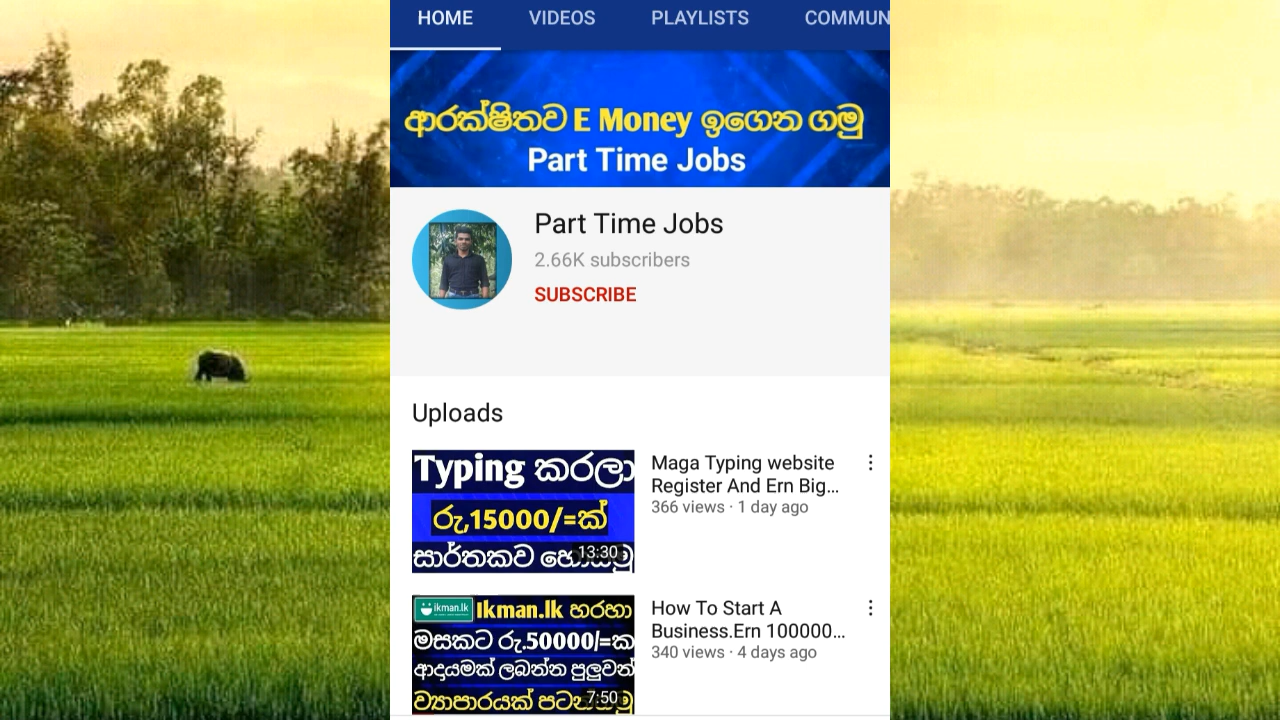 HOME VIDEOS PLAYLISTS COMMUN
ආරක්ෂිතව E Money ඉගෙන ගමු
Part Time Jobs
Part Time Jobs
2.66K subscribers
SUBSCRIBE
Uploads
Typing කරලා
රු,15000/=ක්
සාර්තකව
13:30
Maga Typing website
Register And Ern Big...
366 views · 1 day ago
ikman.lk
Ikman.lk හරහා
මසකට රු.50000/=ක
ආදායමක් ලබන්න පුලුවන්
ව්‍යාපාරයක්
7:50
How To Start A
Business.Ern 100000...
340 views · 4 days ago